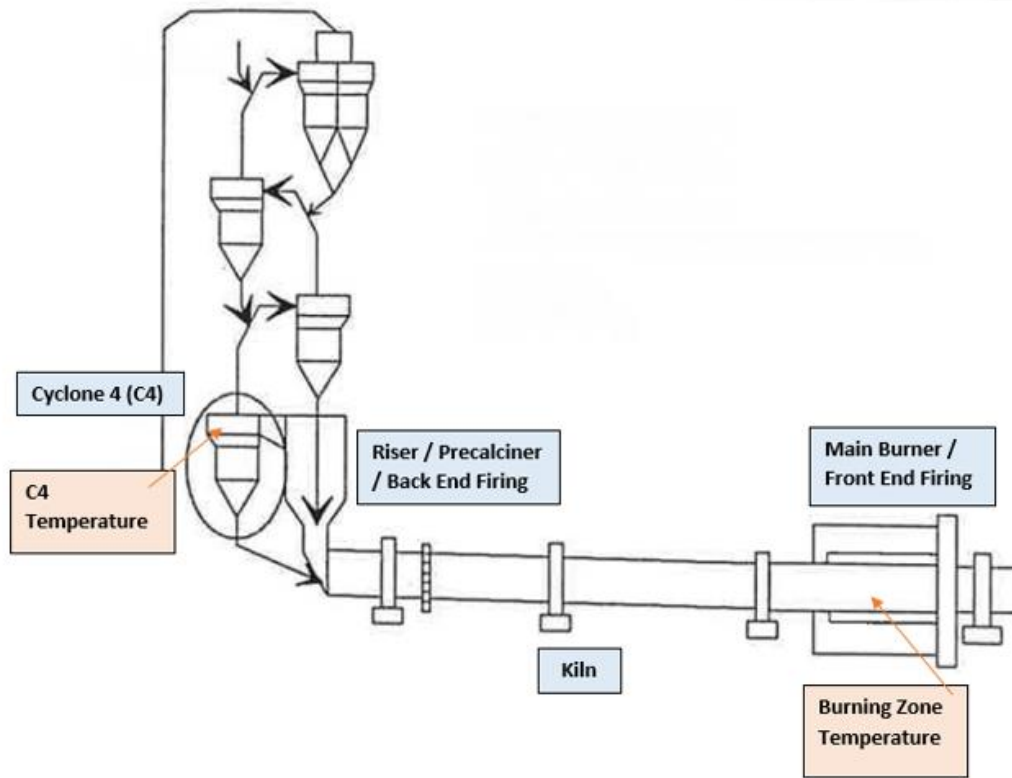 Cyclone 4 (C4)
C4
Temperature
Riser / Precalciner
/ Back End Firing
Main Burner /
Front End Firing
Kiln
Burning Zone
Temperature